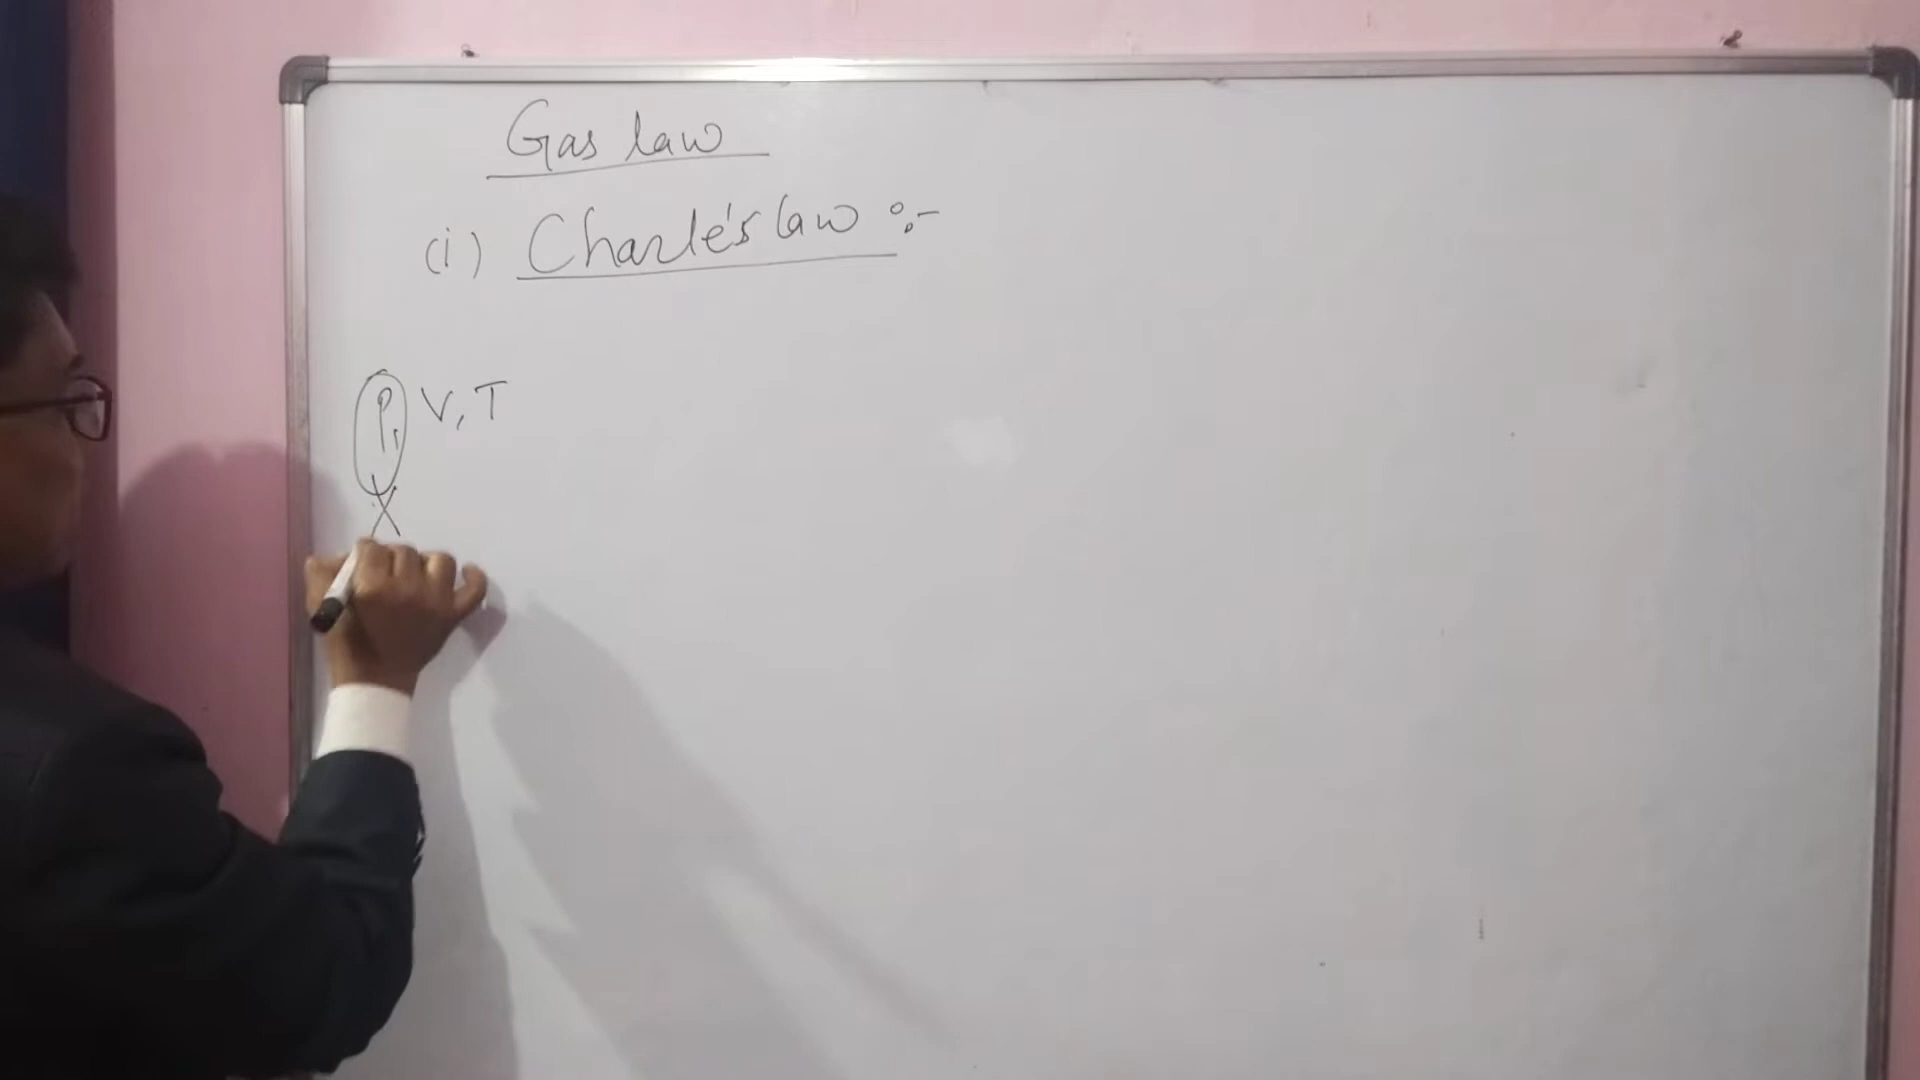 Gas law
(i) Charle's law :-
P, V, T
X